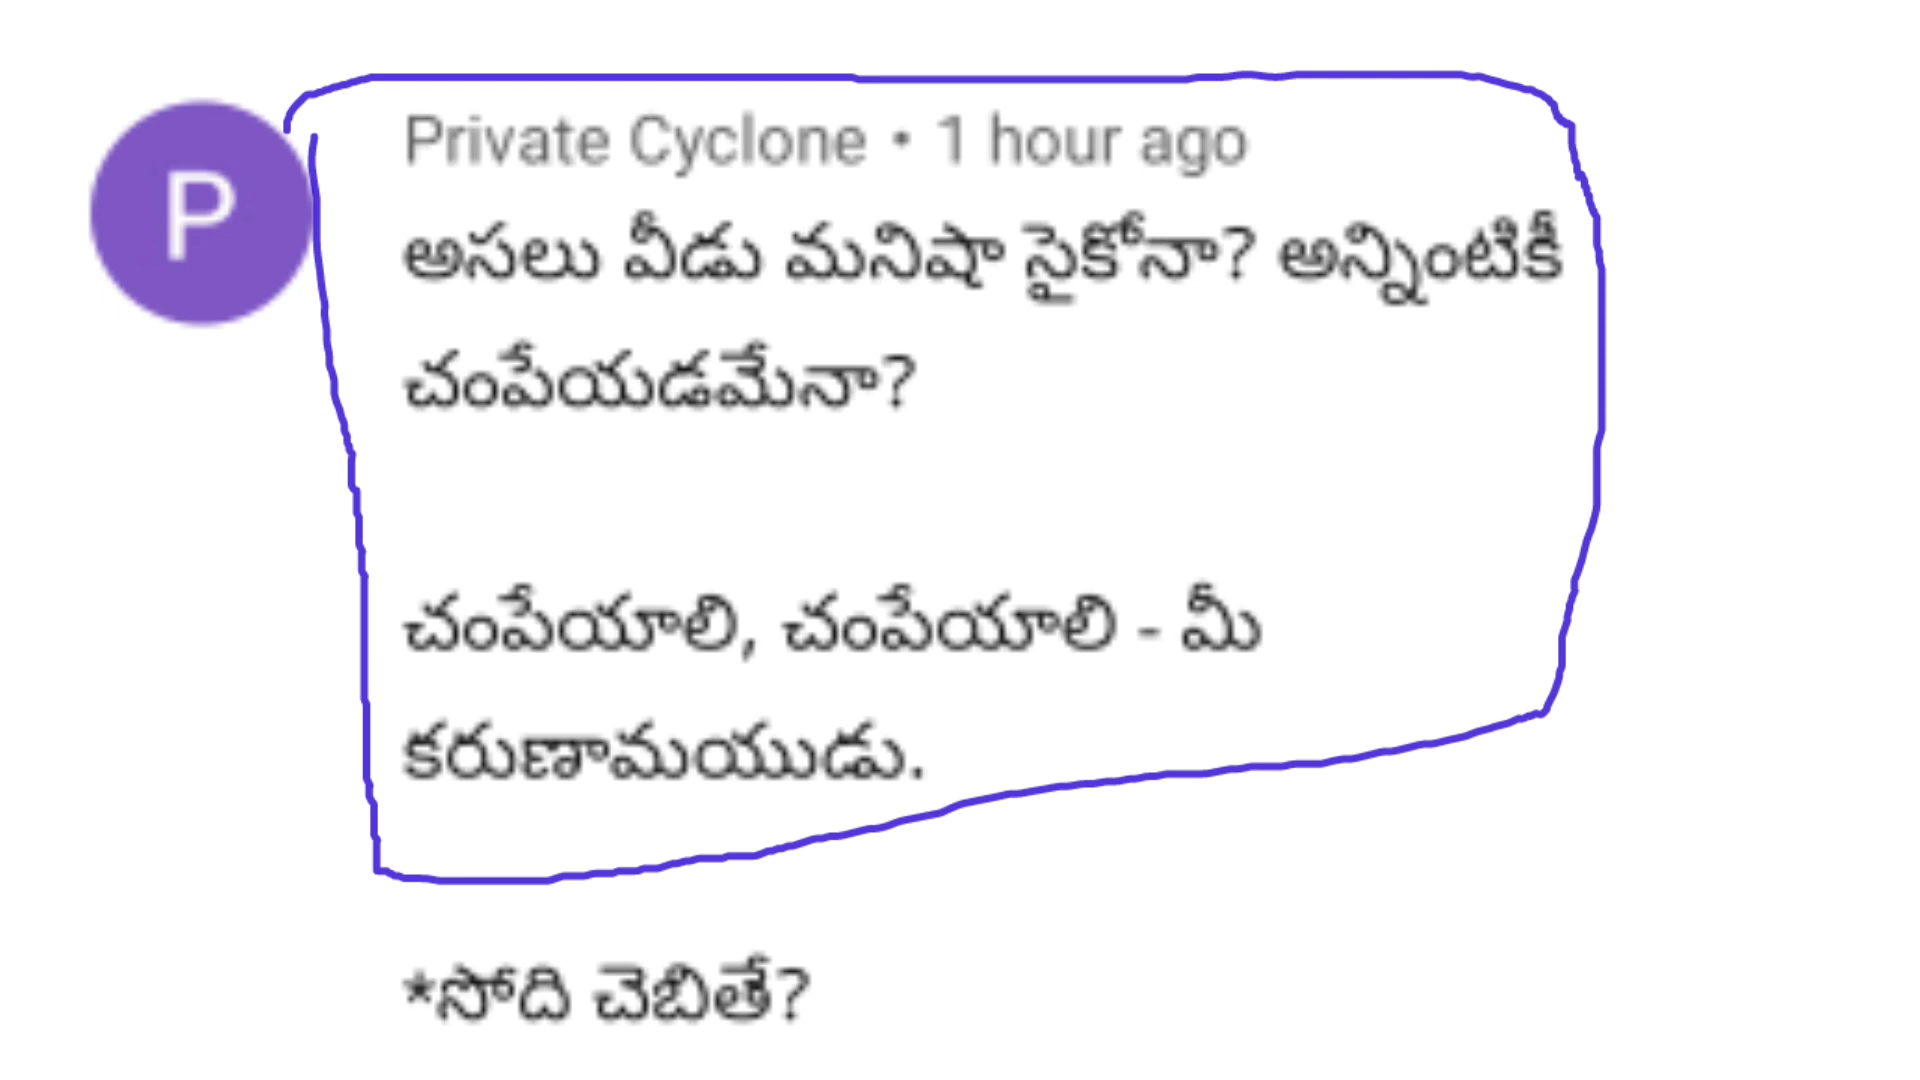 P
Private Cyclone • 1 hour ago
అసలు వీడు మనిషా సైకోనా? అన్నింటికీ
చంపేయడమేనా?
చంపేయాలి, చంపేయాలి - మీ
కరుణామయుడు.
*సోది చెబితే?